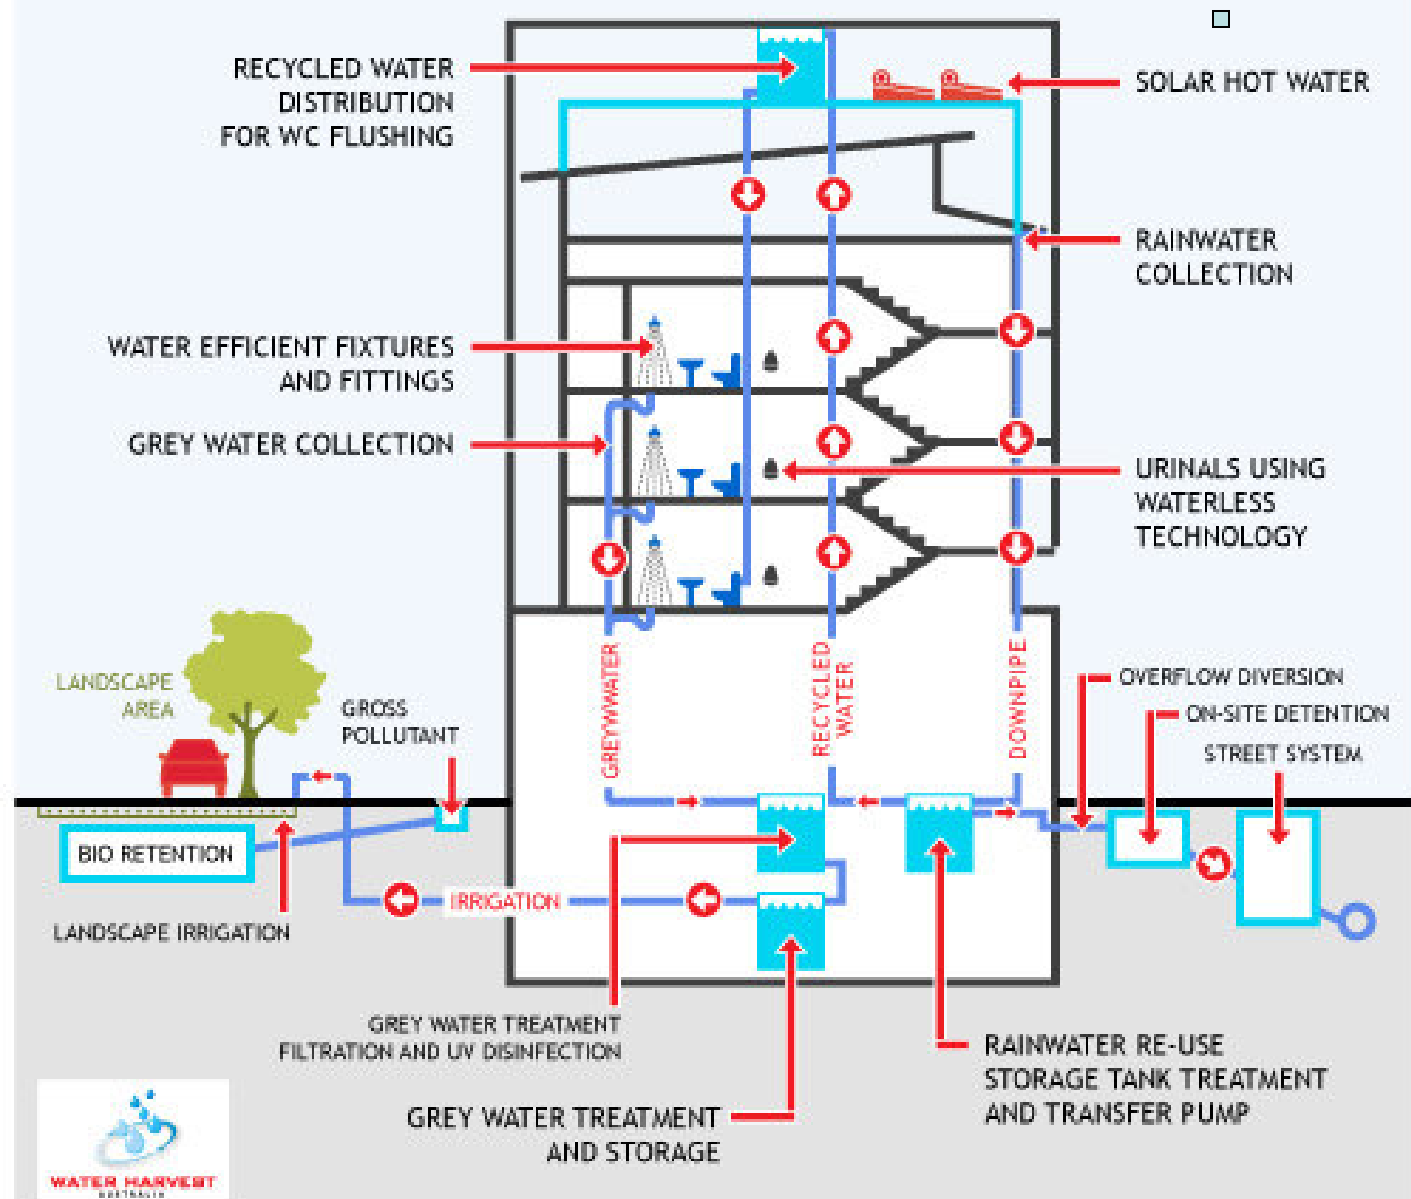 RECYCLED WATER
DISTRIBUTION
FOR WC FLUSHING
SOLAR HOT WATER
RAINWATER
COLLECTION
WATER EFFICIENT FIXTURES
AND FITTINGS
GREY WATER COLLECTION
URINALS USING
WATERLESS
TECHNOLOGY
LANDSCAPE
AREA
GROSS
POLLUTANT
GREYWWATER
RECYCLED
WATER
DOWNPIPE
OVERFLOW DIVERSION
ON-SITE DETENTION
STREET SYSTEM
BIO RETENTION
IRRIGATION
LANDSCAPE IRRIGATION
GREY WATER TREATMENT
FILTRATION AND UV DISINFECTION
GREY WATER TREATMENT
AND STORAGE
RAINWATER RE-USE
STORAGE TANK TREATMENT
AND TRANSFER PUMP
WATER HARVEST
AUSTRALIA